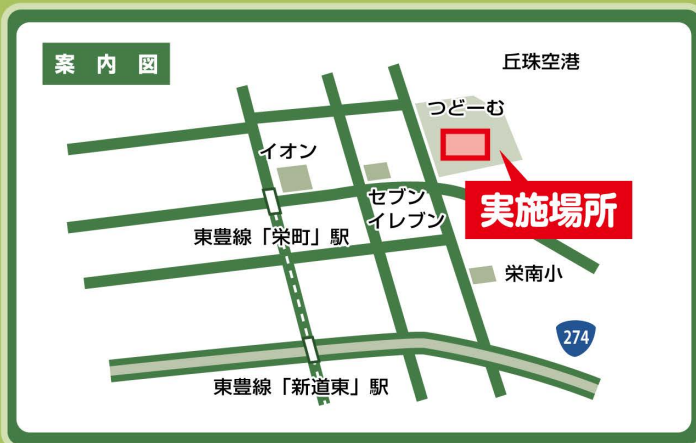 案内図
丘珠空港
つどーむ
イオン
セブン
イレブン
実施場所
東豊線「栄町」駅
栄南小
274
東豊線「新道東」駅